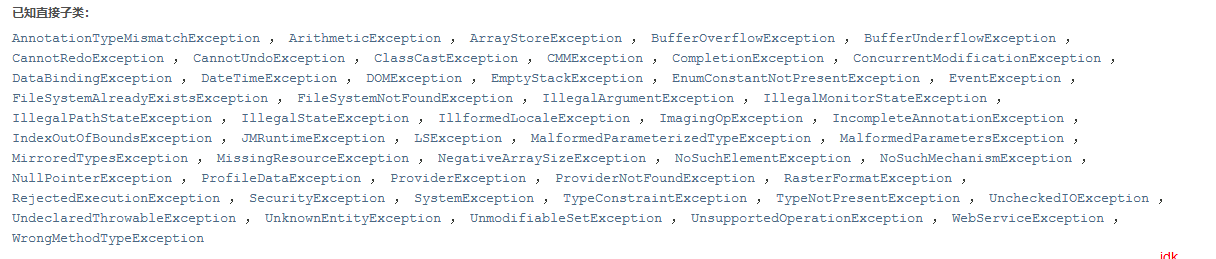 已知直接子类：
AnnotationTypeMismatchException ， ArithmeticException ， ArrayStoreException ， BufferOverflowException ， BufferUnderflowException ，
CannotRedoException ， CannotUndoException ， ClassCastException ， CMMException ， CompletionException ， ConcurrentModificationException ，
DataBindingException ， DateTimeException ， DOMException ， EmptyStackException ， EnumConstantNotPresentException ， EventException ，
FileSystemAlreadyExistsException ， FileSystemNotFoundException ， IllegalArgumentException ， IllegalMonitorStateException ，
IllegalPathStateException ， IllegalStateException ， IllformedLocaleException ， ImagingOpException ， IncompleteAnnotationException ，
IndexOutOfBoundsException ， JMRuntimeException ， LSException ， MalformedParameterizedTypeException ， MalformedParametersException ，
MirroredTypesException ， MissingResourceException ， NegativeArraySizeException ， NoSuchElementException ， NoSuchMechanismException ，
NullPointerException ， ProfileDataException ， ProviderException ， ProviderNotFoundException ， RasterFormatException ，
RejectedExecutionException ， SecurityException ， SystemException ， TypeConstraintException ， TypeNotPresentException ， UncheckedIOException ，
UndeclaredThrowableException ， UnknownEntityException ， UnmodifiableSetException ， UnsupportedOperationException ， WebServiceException ，
WrongMethodTypeException
jdk